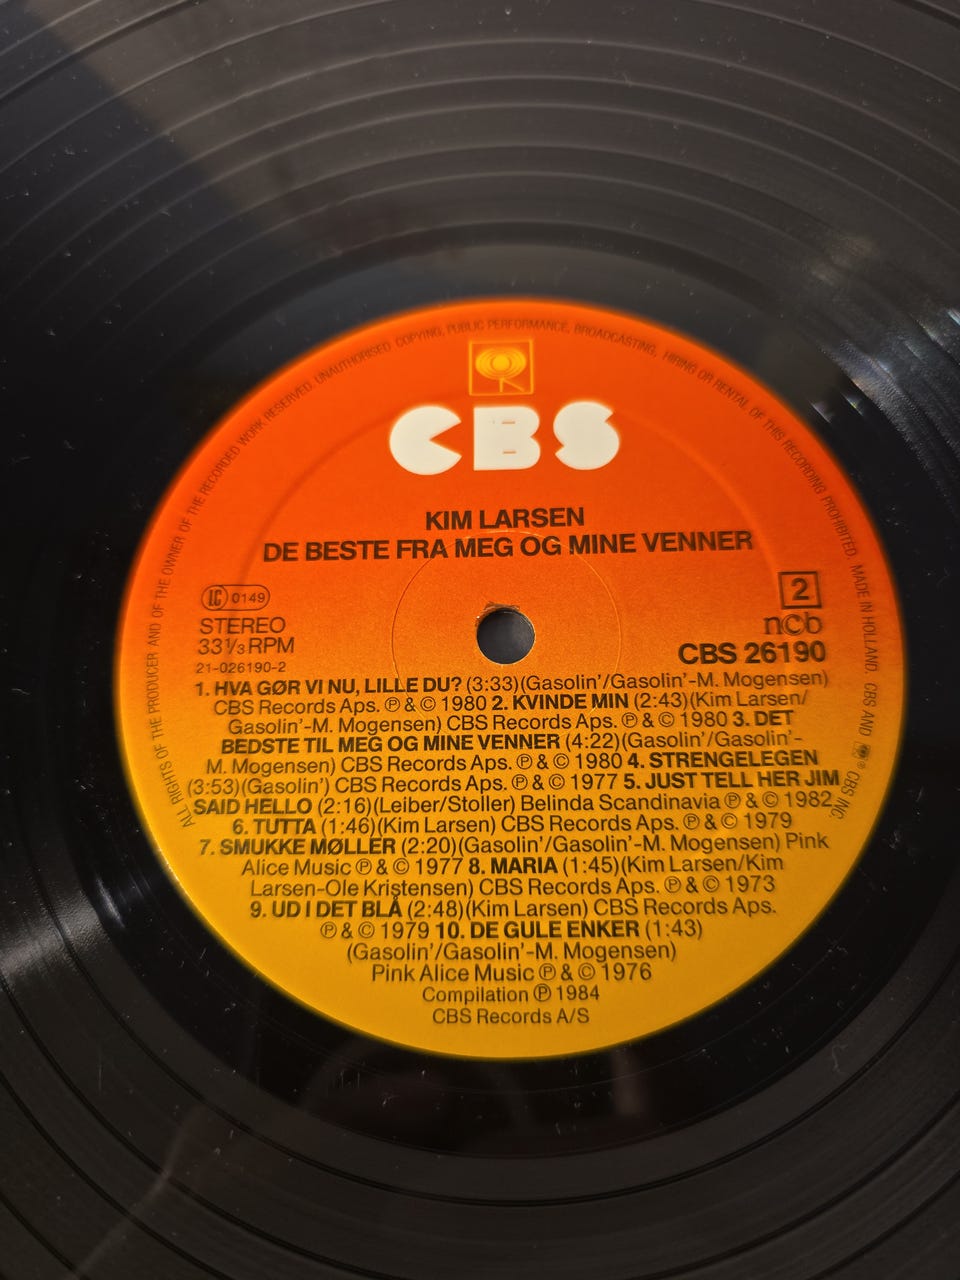 ALL RIGHTS OF THE PRODUCER AND OF THE OWNER OF THE RECORDED WORK RESERVED. UNAUTHORISED COPYING, PUBLIC PERFORMANCE, BROADCASTING, HIRING OR RENTAL OF THIS RECORDING PROHIBITED. MADE IN HOLLAND. CBS AND ® CBS INC.
CBS
KIM LARSEN
DE BESTE FRA MEG OG MINE VENNER
LC 0149
STEREO
33⅓ RPM
21-026190-2
2
ncb
CBS 26190
1. HVA GØR VI NU, LILLE DU? (3:33)(Gasolin'/Gasolin'-M. Mogensen)
CBS Records Aps. ℗ & © 1980 2. KVINDE MIN (2:43)(Kim Larsen/
Gasolin'-M. Mogensen) CBS Records Aps. ℗ & © 1980 3. DET
BEDSTE TIL MEG OG MINE VENNER (4:22)(Gasolin'/Gasolin'-
M. Mogensen) CBS Records Aps. ℗ & © 1980 4. STRENGELEGEN
(3:53)(Gasolin') CBS Records Aps. ℗ & © 1977 5. JUST TELL HER JIM
SAID HELLO (2:16)(Leiber/Stoller) Belinda Scandinavia ℗ & © 1982
6. TUTTA (1:46)(Kim Larsen) CBS Records Aps. ℗ & © 1979
7. SMUKKE MØLLER (2:20)(Gasolin'/Gasolin'-M. Mogensen) Pink
Alice Music ℗ & © 1977 8. MARIA (1:45)(Kim Larsen/Kim
Larsen-Ole Kristensen) CBS Records Aps. ℗ & © 1973
9. UD I DET BLÅ (2:48)(Kim Larsen) CBS Records Aps.
℗ & © 1979 10. DE GULE ENKER (1:43)
(Gasolin'/Gasolin'-M. Mogensen)
Pink Alice Music ℗ & © 1976
Compilation ℗ 1984
CBS Records A/S